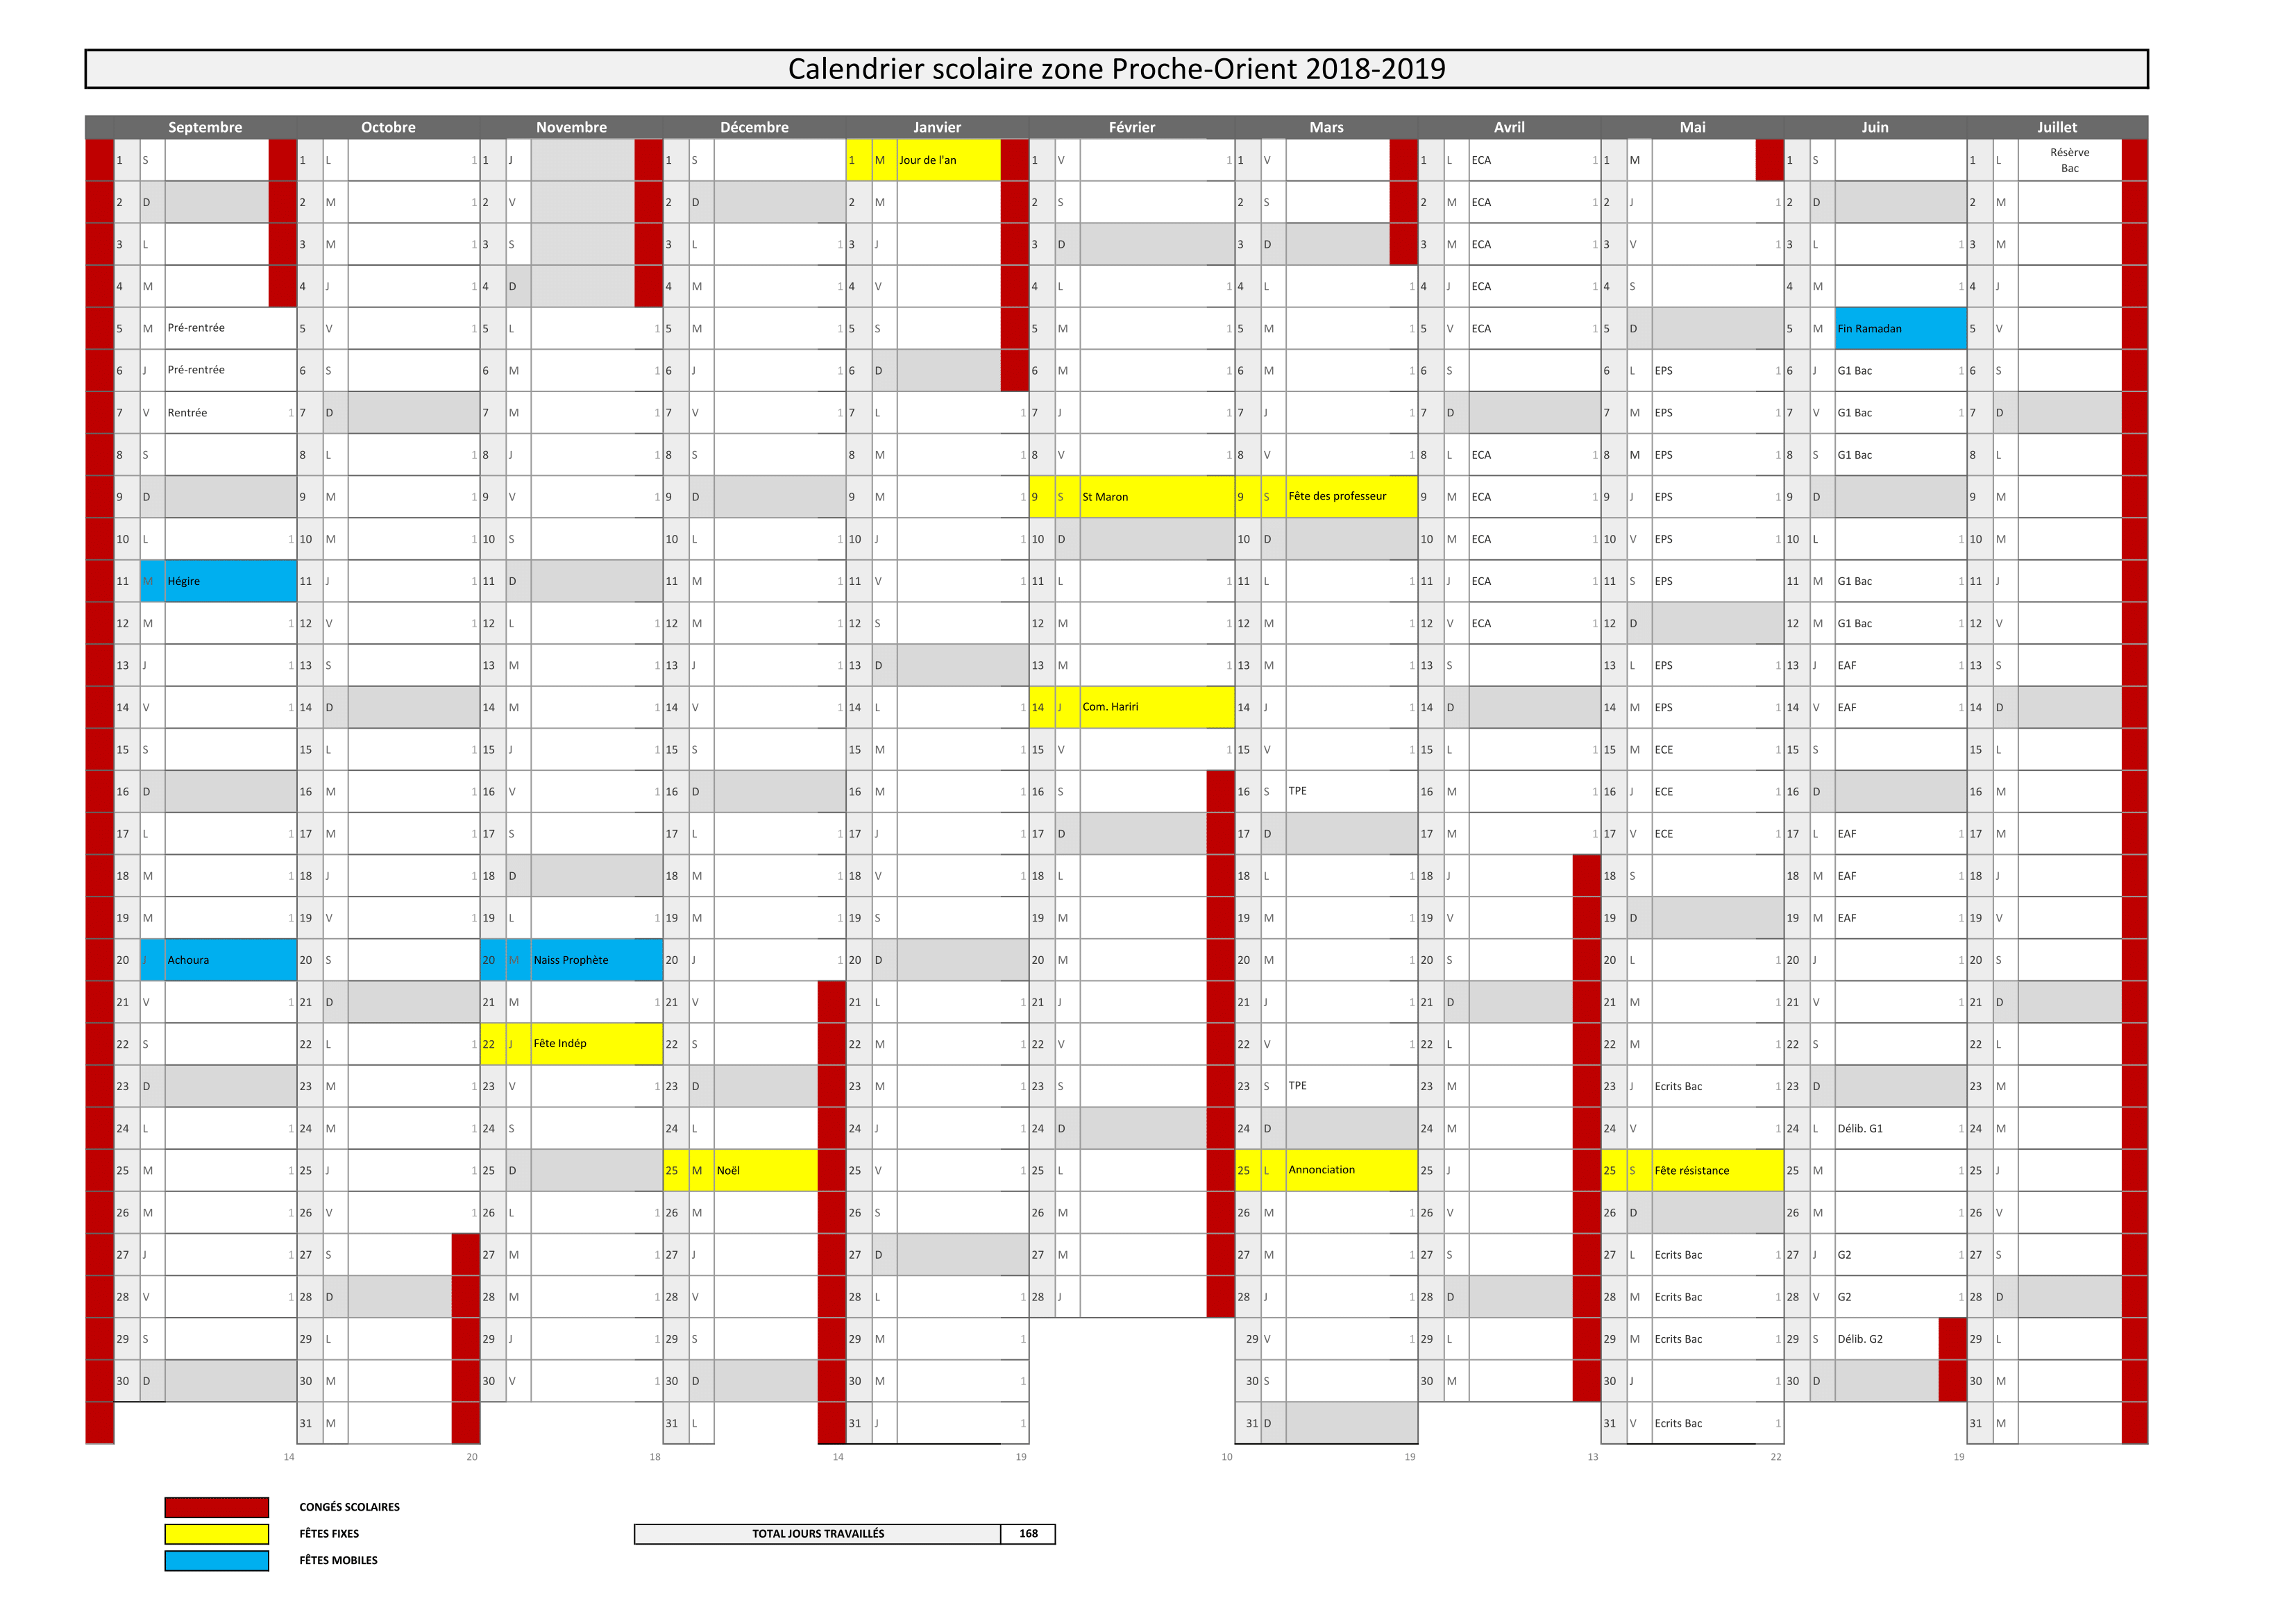 Calendrier scolaire zone Proche-Orient 2018-2019
Septembre Octobre Novembre Décembre Janvier Février Mars Avril Mai Juin Juillet
1 S 1 L 1 1 J 1 S 1 M Jour de l'an 1 V 1 1 V 1 L ECA 1 1 M 1 S 1 L Résèrve
Bac
2 D 2 M 1 2 V 2 D 2 M 2 S 2 S 2 M ECA 1 2 J 1 2 D 2 M
3 L 3 M 1 3 S 3 L 1 3 J 3 D 3 D 3 M ECA 1 3 V 1 3 L 1 3 M
4 M 4 J 1 4 D 4 M 1 4 V 4 L 1 4 L 1 4 J ECA 1 4 S 4 M 1 4 J
5 M Pré-rentrée 5 V 1 5 L 1 5 M 1 5 S 5 M 1 5 M 1 5 V ECA 1 5 D 5 M Fin Ramadan 5 V
6 J Pré-rentrée 6 S 6 M 1 6 J 1 6 D 6 M 1 6 M 1 6 S 6 L EPS 1 6 J G1 Bac 1 6 S
7 V Rentrée 1 7 D 7 M 1 7 V 1 7 L 1 7 J 1 7 J 1 7 D 7 M EPS 1 7 V G1 Bac 1 7 D
8 S 8 L 1 8 J 1 8 S 8 M 1 8 V 1 8 V 1 8 L ECA 1 8 M EPS 1 8 S G1 Bac 8 L
9 D 9 M 1 9 V 1 9 D 9 M 1 9 S St Maron 9 S Fête des professeur 9 M ECA 1 9 J EPS 1 9 D 9 M
10 L 1 10 M 1 10 S 10 L 1 10 J 1 10 D 10 D 10 M ECA 1 10 V EPS 1 10 L 1 10 M
11 M Hégire 11 J 1 11 D 11 M 1 11 V 1 11 L 1 11 L 1 11 J ECA 1 11 S EPS 11 M G1 Bac 1 11 J
12 M 1 12 V 1 12 L 1 12 M 1 12 S 12 M 1 12 M 1 12 V ECA 1 12 D 12 M G1 Bac 1 12 V
13 J 1 13 S 13 M 1 13 J 1 13 D 13 M 1 13 M 1 13 S 13 L EPS 1 13 J EAF 1 13 S
14 V 1 14 D 14 M 1 14 V 1 14 L 1 14 J Com. Hariri 14 J 1 14 D 14 M EPS 1 14 V EAF 1 14 D
15 S 15 L 1 15 J 1 15 S 15 M 1 15 V 1 15 V 1 15 L 1 15 M ECE 1 15 S 15 L
16 D 16 M 1 16 V 1 16 D 16 M 1 16 S 16 S TPE 16 M 1 16 J ECE 1 16 D 16 M
17 L 1 17 M 1 17 S 17 L 1 17 J 1 17 D 17 D 17 M 1 17 V ECE 1 17 L EAF 1 17 M
18 M 1 18 J 1 18 D 18 M 1 18 V 1 18 L 18 L 1 18 J 18 S 18 M EAF 1 18 J
19 M 1 19 V 1 19 L 1 19 M 1 19 S 19 M 19 M 1 19 V 19 D 19 M EAF 1 19 V
20 J Achoura 20 S 20 M Naiss Prophète 20 J 1 20 D 20 M 20 M 1 20 S 20 L 1 20 J 1 20 S
21 V 1 21 D 21 M 1 21 V 21 L 1 21 J 21 J 1 21 D 21 M 1 21 V 1 21 D
22 S 22 L 1 22 J Fête Indép 22 S 22 M 1 22 V 22 V 1 22 L 22 M 1 22 S 22 L
23 D 23 M 1 23 V 1 23 D 23 M 1 23 S 23 S TPE 23 M 23 J Ecrits Bac 1 23 D 23 M
24 L 1 24 M 1 24 S 24 L 24 J 1 24 D 24 D 24 M 24 V 1 24 L Délib. G1 1 24 M
25 M 1 25 J 1 25 D 25 M Noël 25 V 1 25 L 25 L Annonciation 25 J 25 S Fête résistance 25 M 1 25 J
26 M 1 26 V 1 26 L 1 26 M 26 S 26 M 26 M 1 26 V 26 D 26 M 1 26 V
27 J 1 27 S 27 M 1 27 J 27 D 27 M 27 M 1 27 S 27 L Ecrits Bac 1 27 J G2 1 27 S
28 V 1 28 D 28 M 1 28 V 28 L 1 28 J 28 J 1 28 D 28 M Ecrits Bac 1 28 V G2 1 28 D
29 S 29 L 29 J 1 29 S 29 M 1 29 V 1 29 L 29 M Ecrits Bac 1 29 S Délib. G2 29 L
30 D 30 M 30 V 1 30 D 30 M 1 30 S 30 M 30 J 1 30 D 30 M
31 M 31 L 31 J 1 31 D 31 V Ecrits Bac 1 31 M
14 20 18 14 19 10 19 13 22 19
CONGÉS SCOLAIRES
FÊTES FIXES
TOTAL JOURS TRAVAILLÉS 168
FÊTES MOBILES